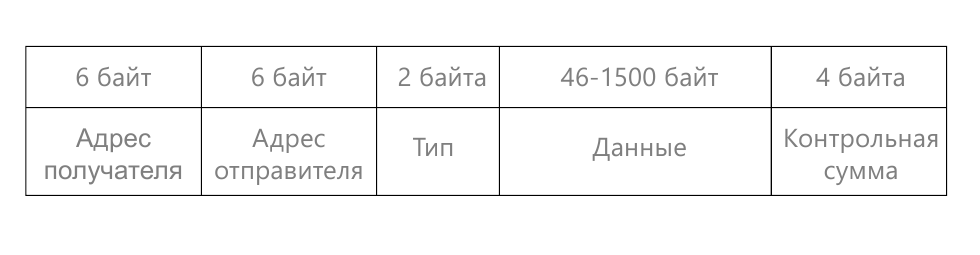 6 байт
6 байт
2 байта
46-1500 байт
4 байта
Адрес
получателя
Адрес
отправителя
Тип
Данные
Контрольная
сумма